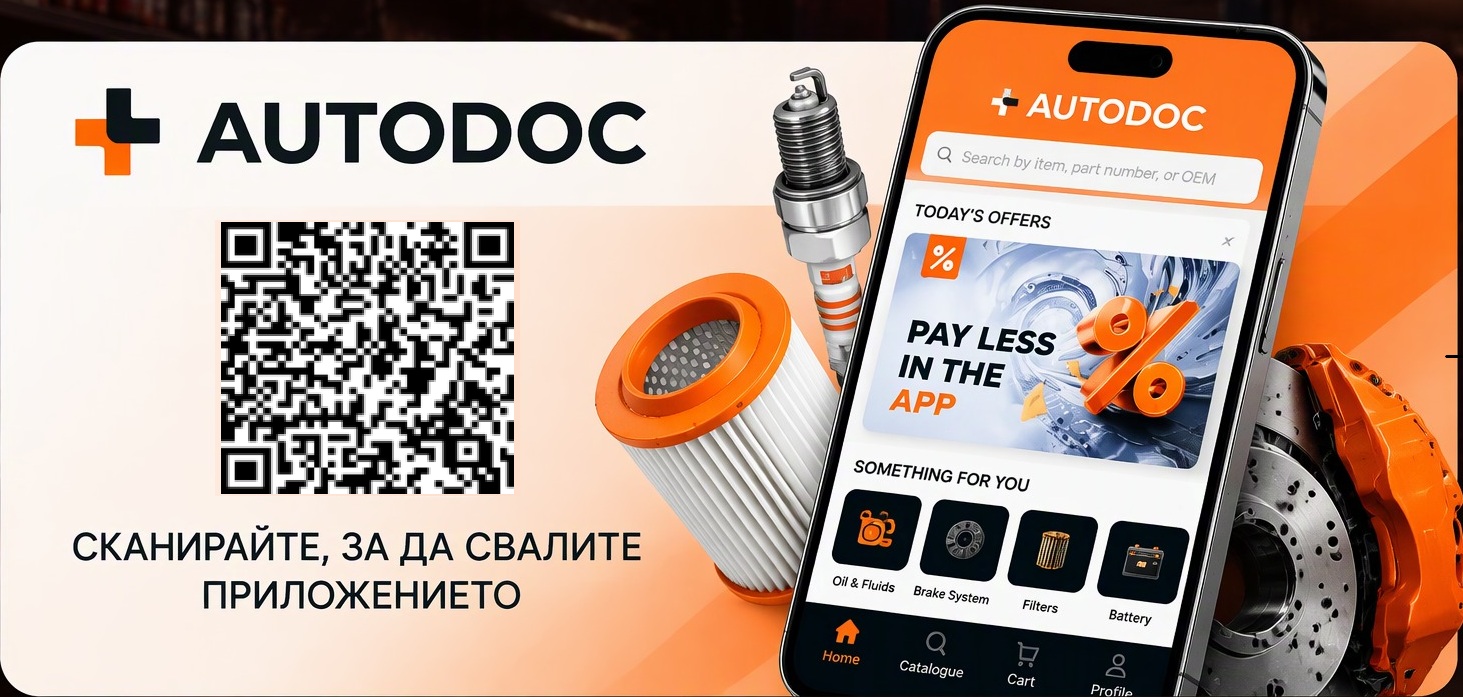 AUTODOC
СКАНИРАЙТЕ, ЗА ДА СВАЛИТЕ
ПРИЛОЖЕНИЕТО
AUTODOC
Search by item, part number, or OEM
TODAY'S OFFERS
%
PAY LESS
IN THE
APP
SOMETHING FOR YOU
Oil & Fluids
Brake System
Filters
Battery
Home
Catalogue
Cart
Profile